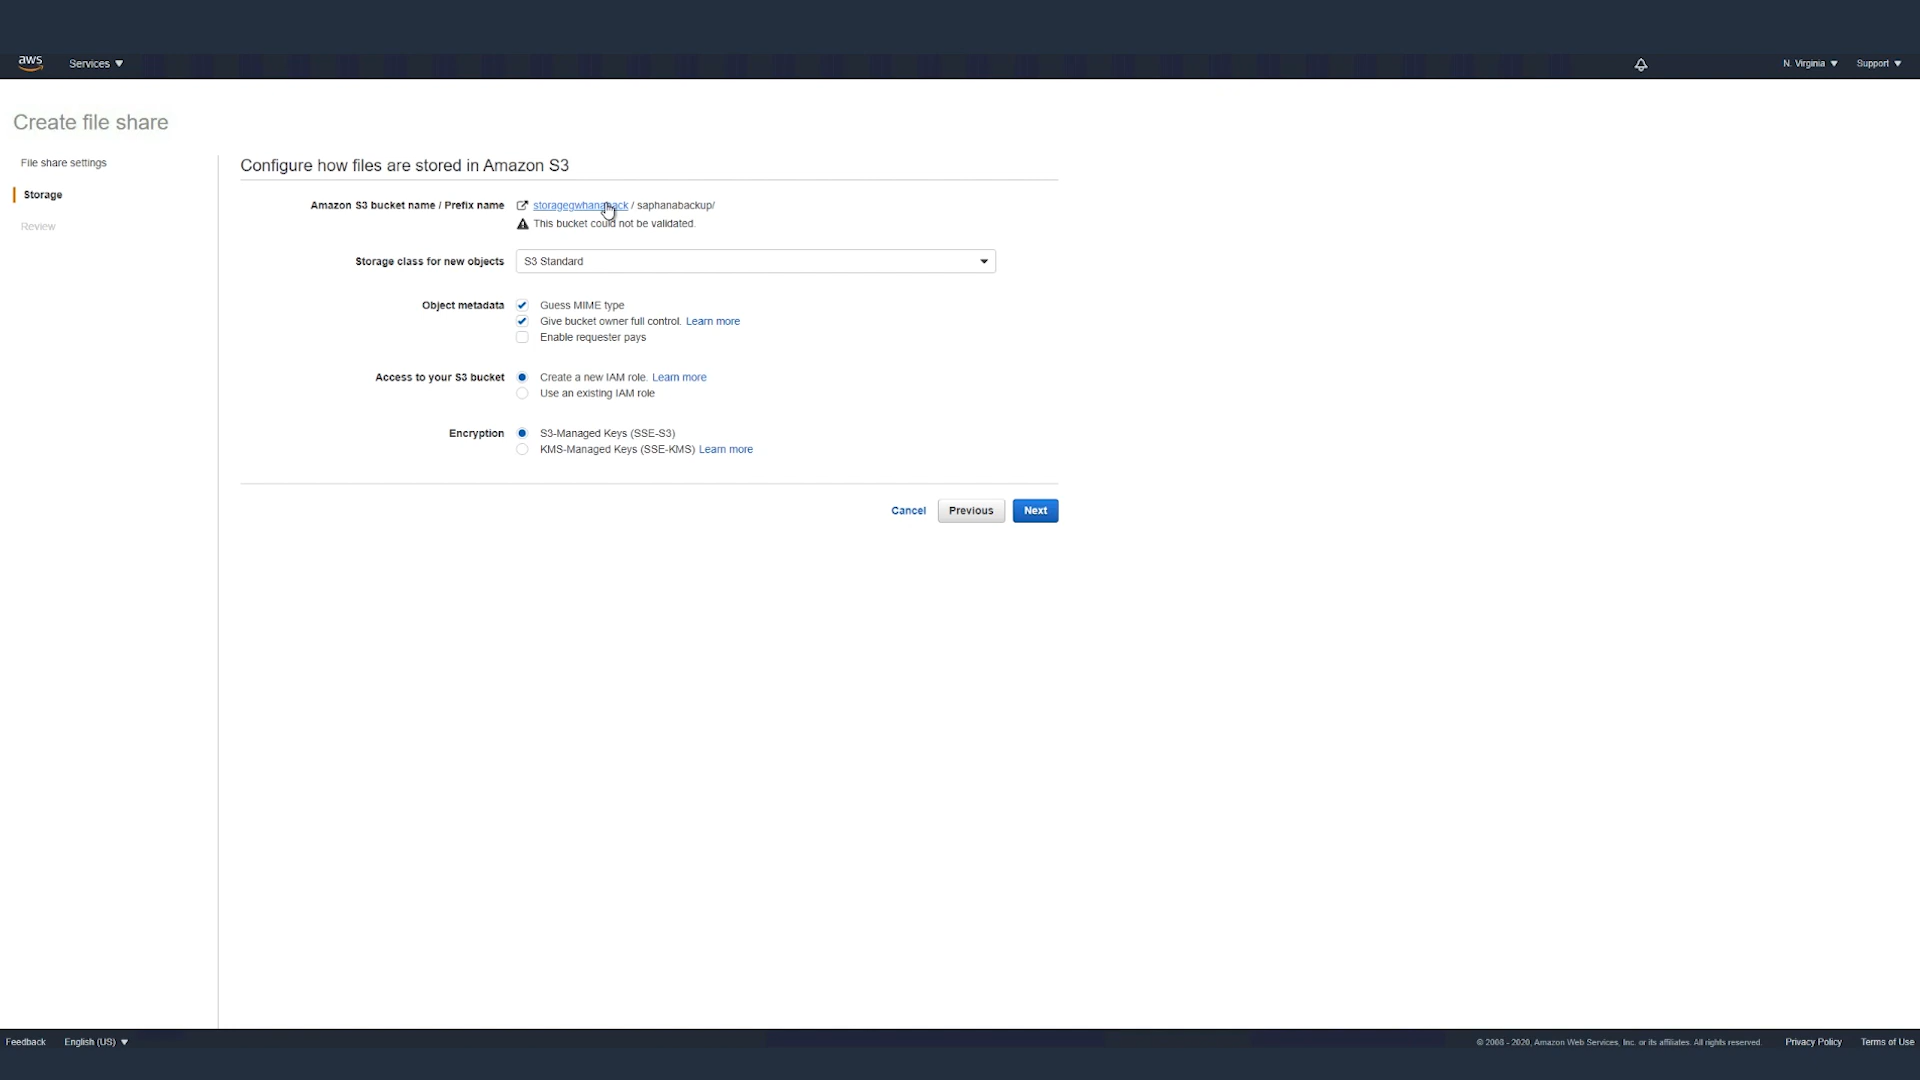 aws
Services
N. Virginia
Support
Create file share
File share settings
Storage
Review
Configure how files are stored in Amazon S3
Amazon S3 bucket name / Prefix name
storagegwhanaback / saphanabackup/
This bucket could not be validated.
Storage class for new objects
S3 Standard
Object metadata
Guess MIME type
Give bucket owner full control. Learn more
Enable requester pays
Access to your S3 bucket
Create a new IAM role. Learn more
Use an existing IAM role
Encryption
S3-Managed Keys (SSE-S3)
KMS-Managed Keys (SSE-KMS) Learn more
Cancel
Previous
Next
Feedback
English (US)
© 2008 - 2020, Amazon Web Services, Inc. or its affiliates. All rights reserved.
Privacy Policy
Terms of Use